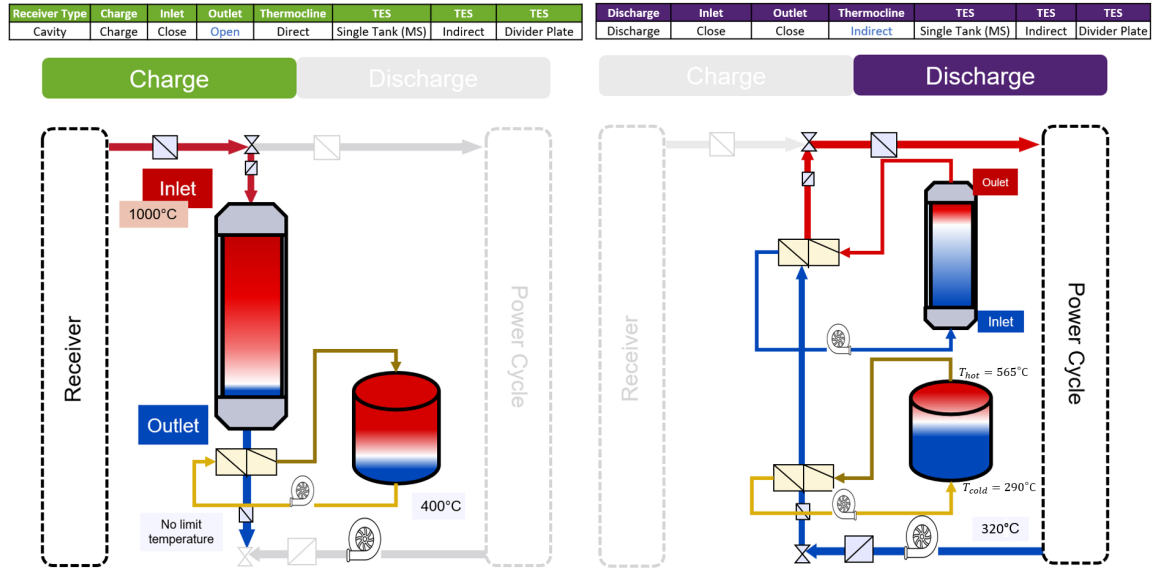 Receiver Type Charge Inlet Outlet Thermocline TES TES TES
Cavity Charge Close Open Direct Single Tank (MS) Indirect Divider Plate
Discharge Inlet Outlet Thermocline TES TES TES
Discharge Close Close Indirect Single Tank (MS) Indirect Divider Plate
Charge
Discharge
Receiver
Inlet
1000°C
Outlet
No limit
temperature
400°C
Power Cycle
Charge
Discharge
Receiver
Oulet
Inlet
T_hot = 565°C
T_cold = 290°C
320°C
Power Cycle